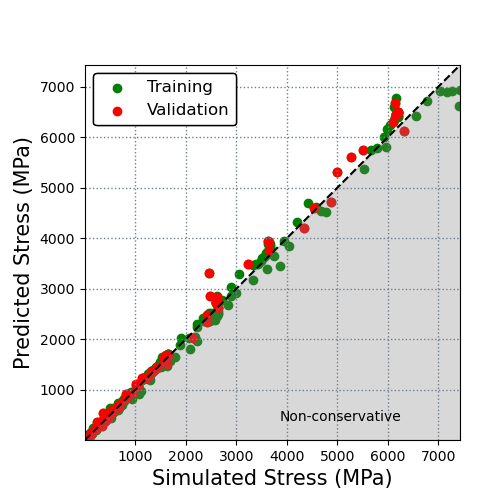 Training
Validation
7000
6000
5000
4000
3000
2000
1000
Predicted Stress (MPa)
Non-conservative
1000 2000 3000 4000 5000 6000 7000
Simulated Stress (MPa)